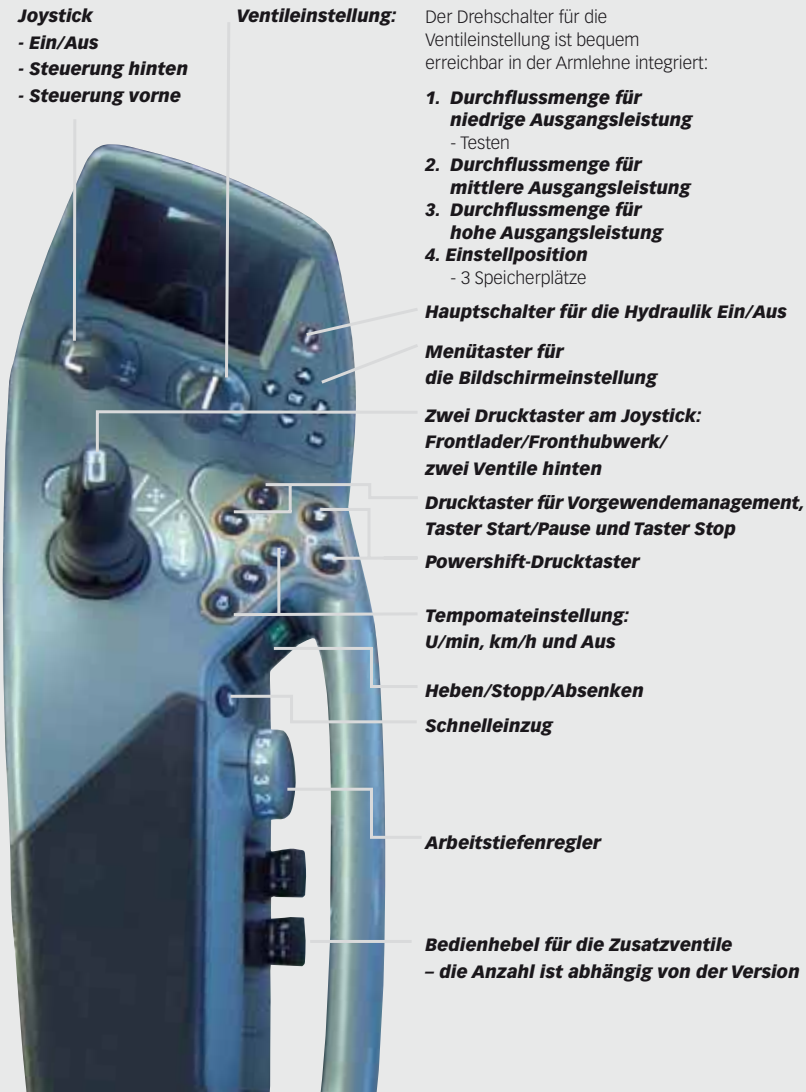 Joystick
- Ein/Aus
- Steuerung hinten
- Steuerung vorne
Ventileinstellung:
Der Drehschalter für die
Ventileinstellung ist bequem
erreichbar in der Armlehne integriert:
1. Durchflussmenge für
niedrige Ausgangsleistung
- Testen
2. Durchflussmenge für
mittlere Ausgangsleistung
3. Durchflussmenge für
hohe Ausgangsleistung
4. Einstellposition
- 3 Speicherplätze
Hauptschalter für die Hydraulik Ein/Aus
Menütaster für
die Bildschirmeinstellung
Zwei Drucktaster am Joystick:
Frontlader/Fronthubwerk/
zwei Ventile hinten
Drucktaster für Vorgewendemanagement,
Taster Start/Pause und Taster Stop
Powershift-Drucktaster
Tempomateinstellung:
U/min, km/h und Aus
Heben/Stopp/Absenken
Schnelleinzug
Arbeitstiefenregler
Bedienhebel für die Zusatzventile
– die Anzahl ist abhängig von der Version
OK
5
4
3
2
1